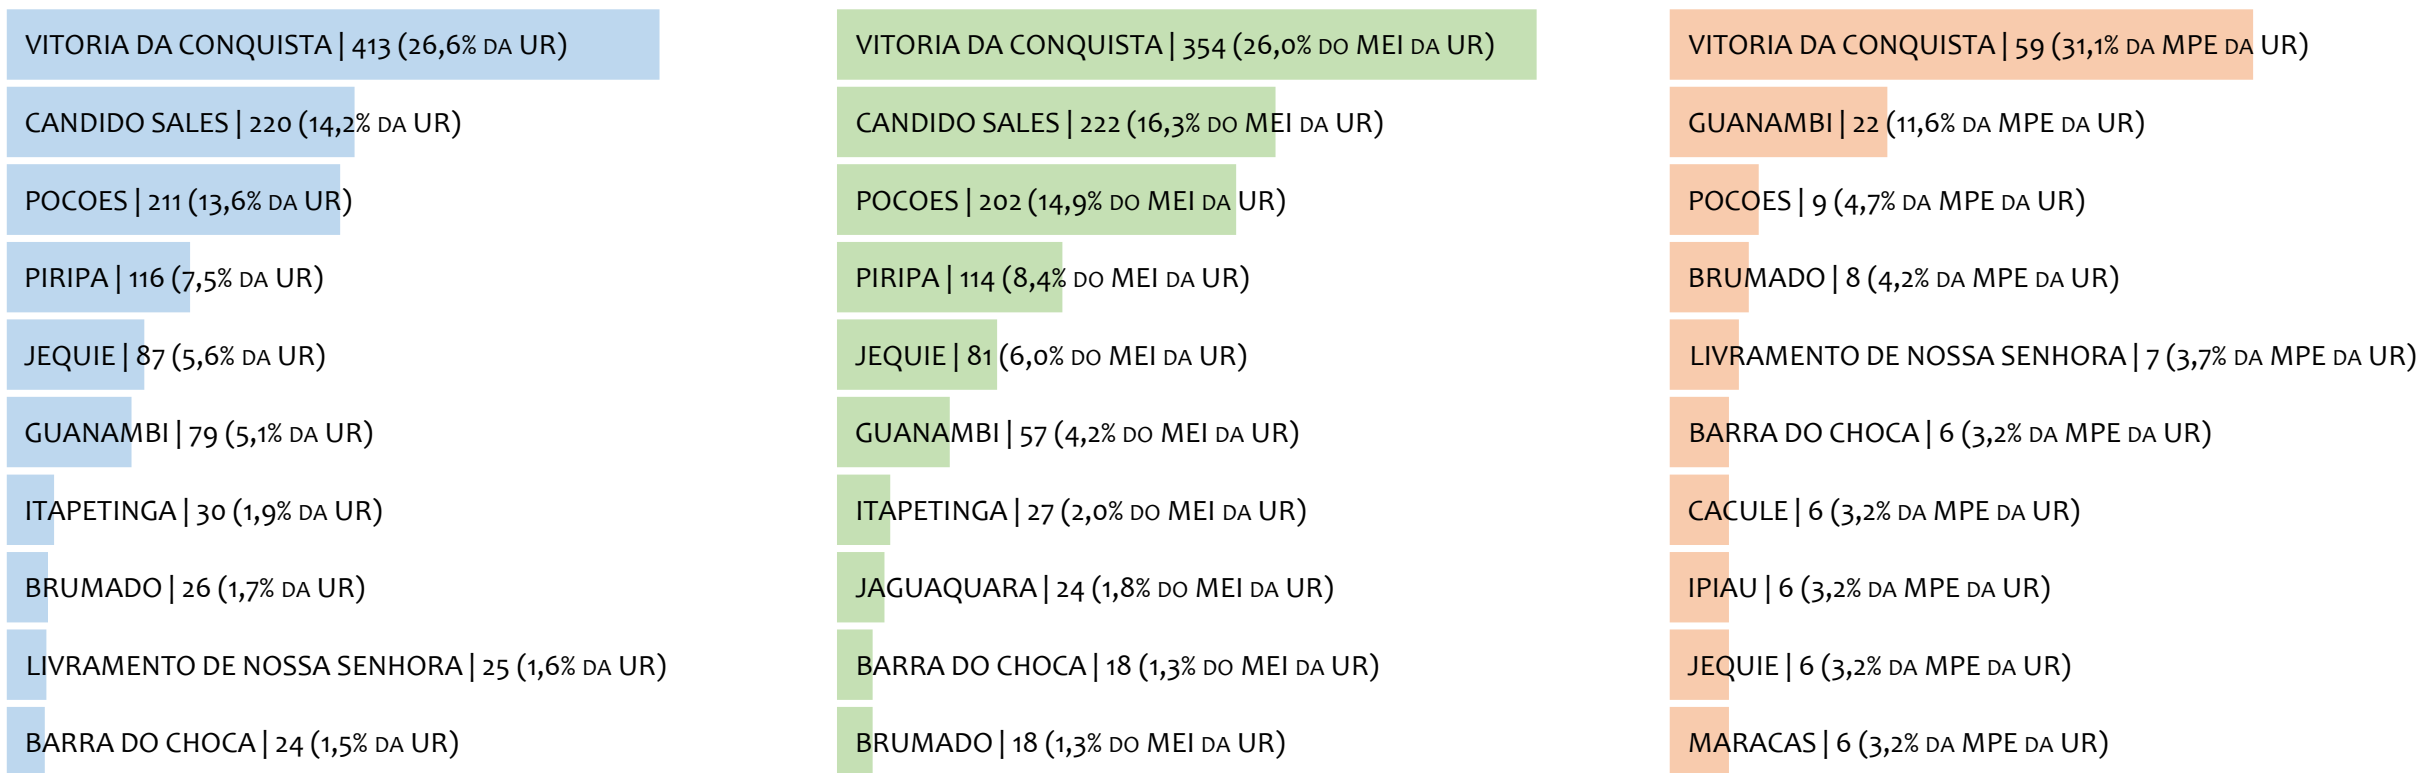 VITORIA DA CONQUISTA | 413 (26,6% DA UR)
CANDIDO SALES | 220 (14,2% DA UR)
POCOES | 211 (13,6% DA UR)
PIRIPA | 116 (7,5% DA UR)
JEQUIE | 87 (5,6% DA UR)
GUANAMBI | 79 (5,1% DA UR)
ITAPETINGA | 30 (1,9% DA UR)
BRUMADO | 26 (1,7% DA UR)
LIVRAMENTO DE NOSSA SENHORA | 25 (1,6% DA UR)
BARRA DO CHOCA | 24 (1,5% DA UR)
VITORIA DA CONQUISTA | 354 (26,0% DO MEI DA UR)
CANDIDO SALES | 222 (16,3% DO MEI DA UR)
POCOES | 202 (14,9% DO MEI DA UR)
PIRIPA | 114 (8,4% DO MEI DA UR)
JEQUIE | 81 (6,0% DO MEI DA UR)
GUANAMBI | 57 (4,2% DO MEI DA UR)
ITAPETINGA | 27 (2,0% DO MEI DA UR)
JAGUAQUARA | 24 (1,8% DO MEI DA UR)
BARRA DO CHOCA | 18 (1,3% DO MEI DA UR)
BRUMADO | 18 (1,3% DO MEI DA UR)
VITORIA DA CONQUISTA | 59 (31,1% DA MPE DA UR)
GUANAMBI | 22 (11,6% DA MPE DA UR)
POCOES | 9 (4,7% DA MPE DA UR)
BRUMADO | 8 (4,2% DA MPE DA UR)
LIVRAMENTO DE NOSSA SENHORA | 7 (3,7% DA MPE DA UR)
BARRA DO CHOCA | 6 (3,2% DA MPE DA UR)
CACULE | 6 (3,2% DA MPE DA UR)
IPIAU | 6 (3,2% DA MPE DA UR)
JEQUIE | 6 (3,2% DA MPE DA UR)
MARACAS | 6 (3,2% DA MPE DA UR)